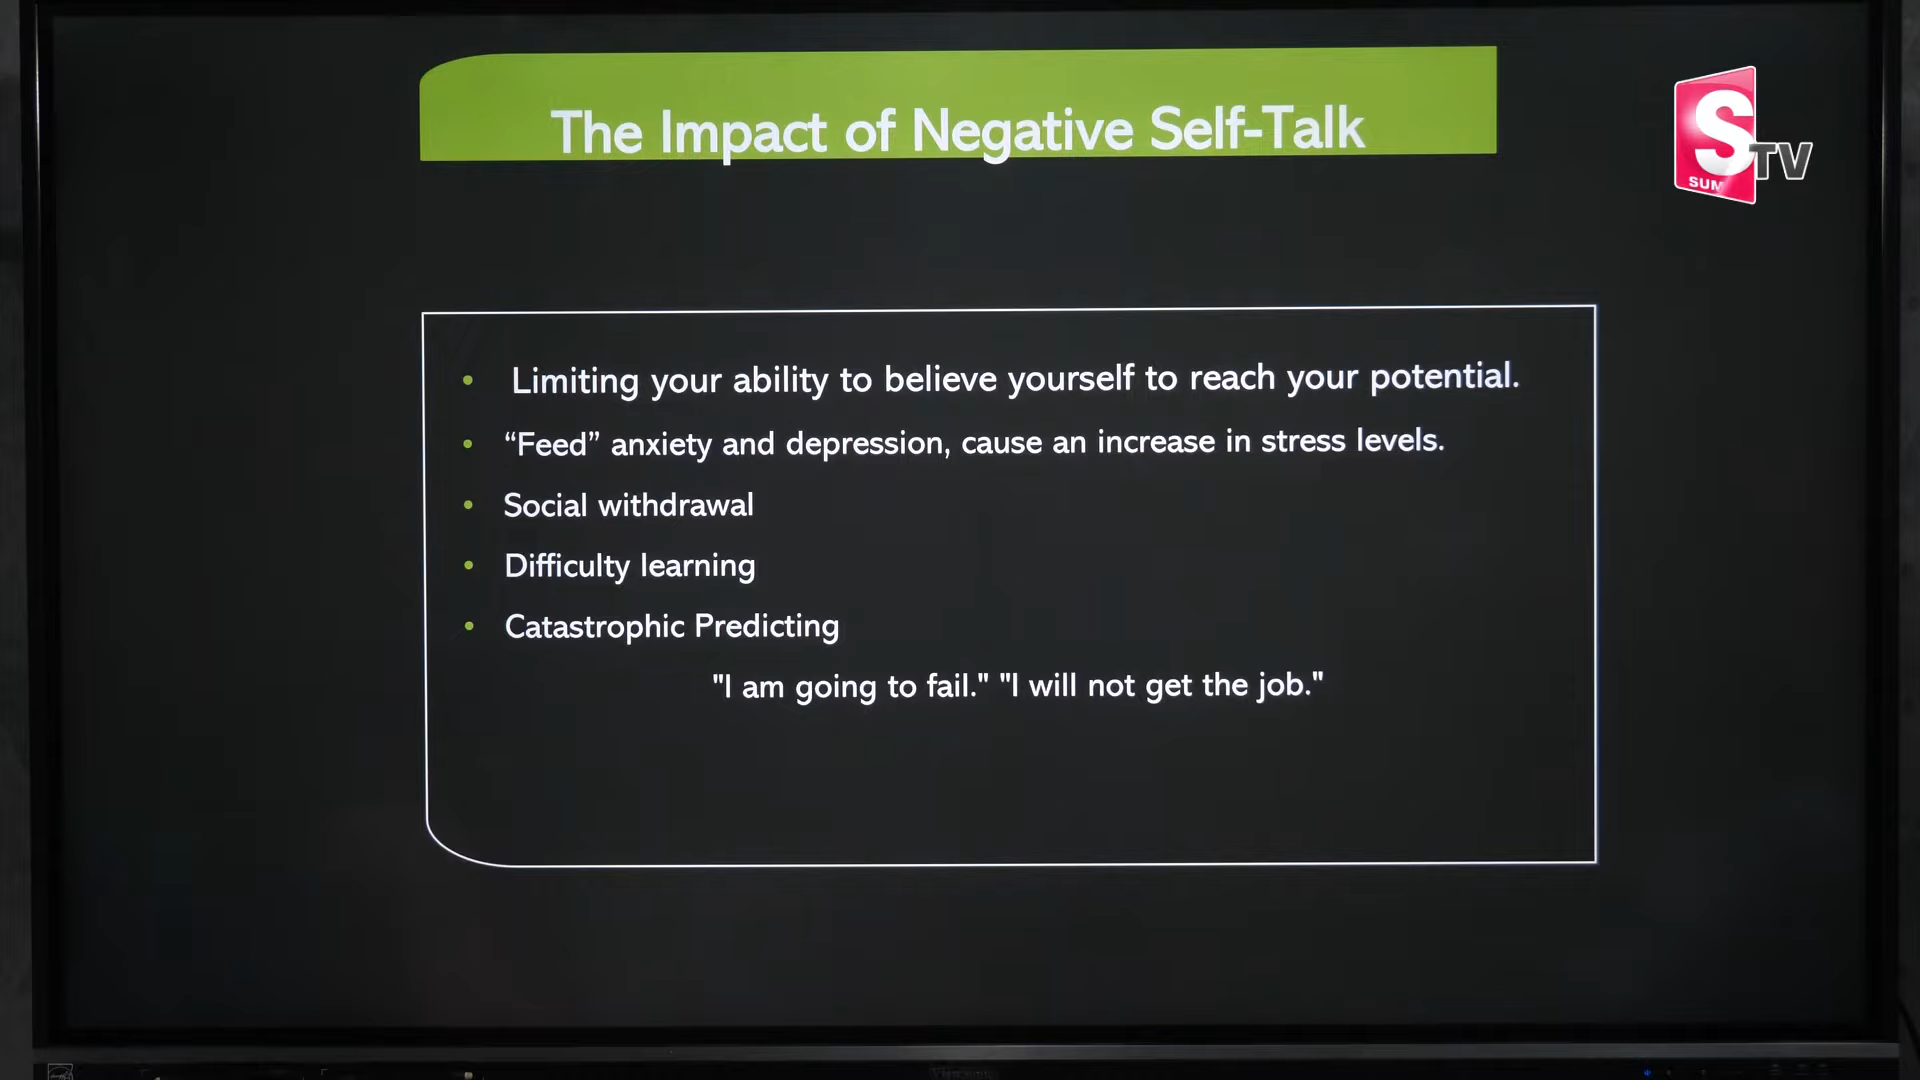 The Impact of Negative Self-Talk
S
TV
• Limiting your ability to believe yourself to reach your potential.
• “Feed” anxiety and depression, cause an increase in stress levels.
• Social withdrawal
• Difficulty learning
• Catastrophic Predicting
"I am going to fail." "I will not get the job."
ViewSonic